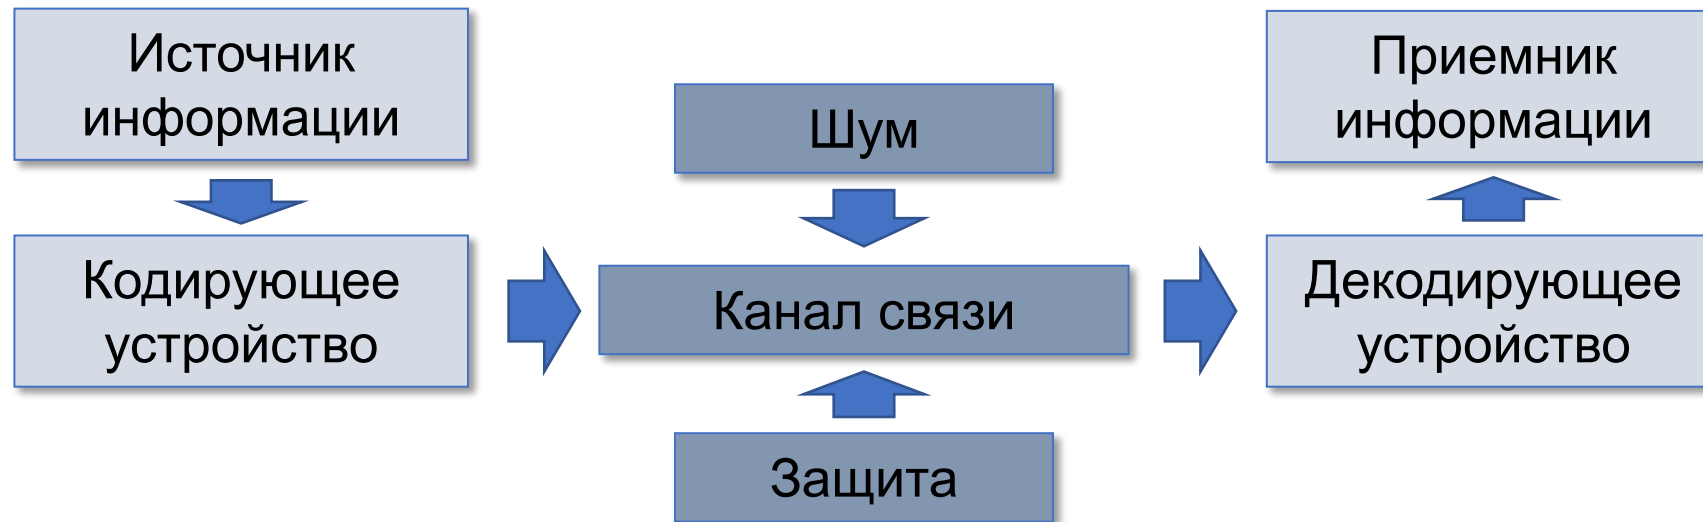 Источник
информации
Кодирующее
устройство
Шум
Канал связи
Защита
Приемник
информации
Декодирующее
устройство